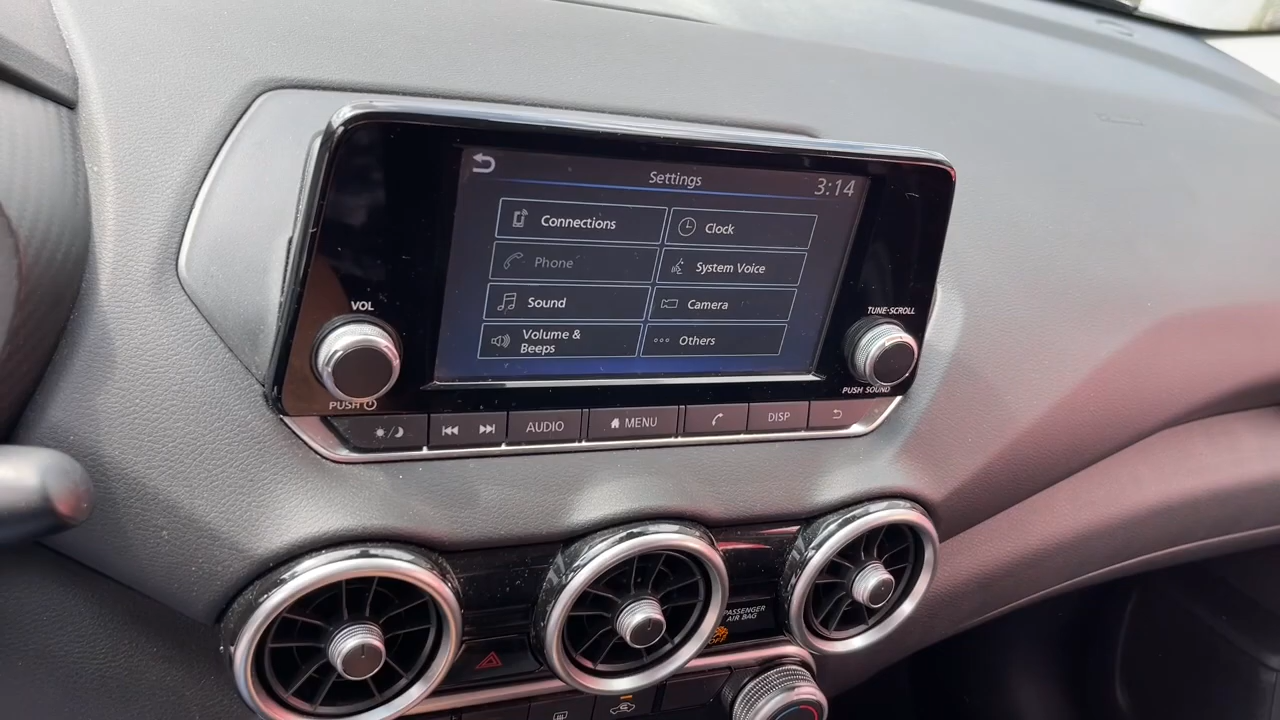 Settings
3:14
Connections
Clock
Phone
System Voice
Sound
Camera
Volume &
Beeps
Others
VOL
PUSH
TUNE·SCROLL
PUSH SOUND
AUDIO
MENU
DISP
PASSENGER
AIR BAG
OFF